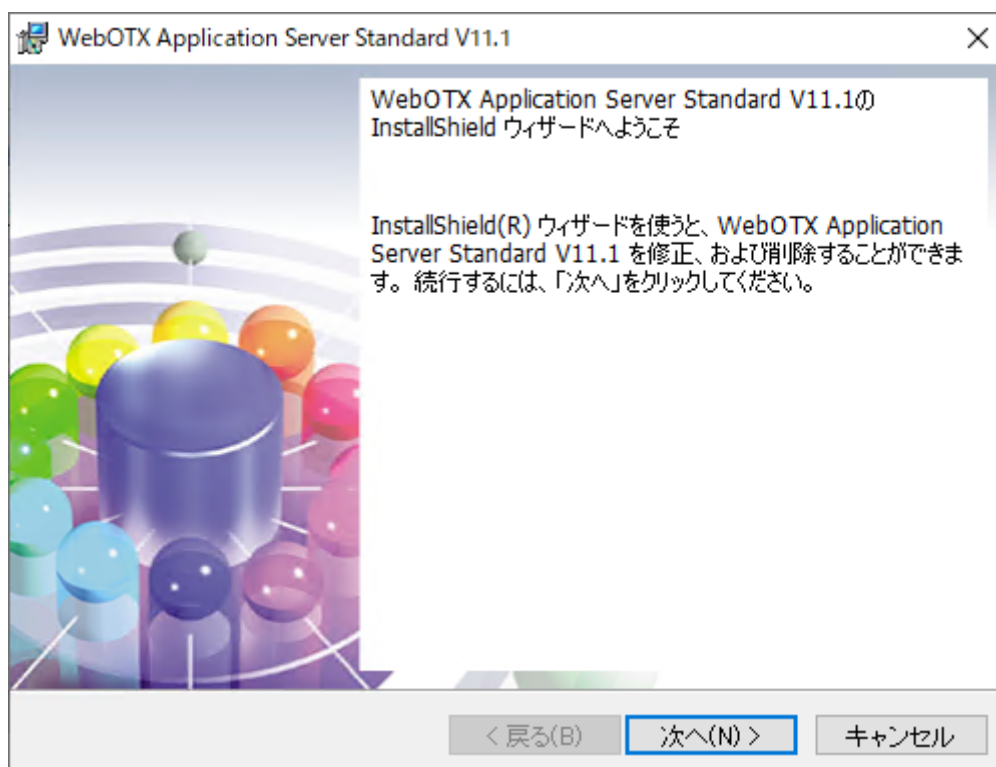 WebOTX Application Server Standard V11.1
WebOTX Application Server Standard V11.1の
InstallShield ウィザードへようこそ
InstallShield(R) ウィザードを使うと、WebOTX Application
Server Standard V11.1 を修正、および削除することができま
す。続行するには、「次へ」をクリックしてください。
< 戻る(B)
次へ(N) >
キャンセル